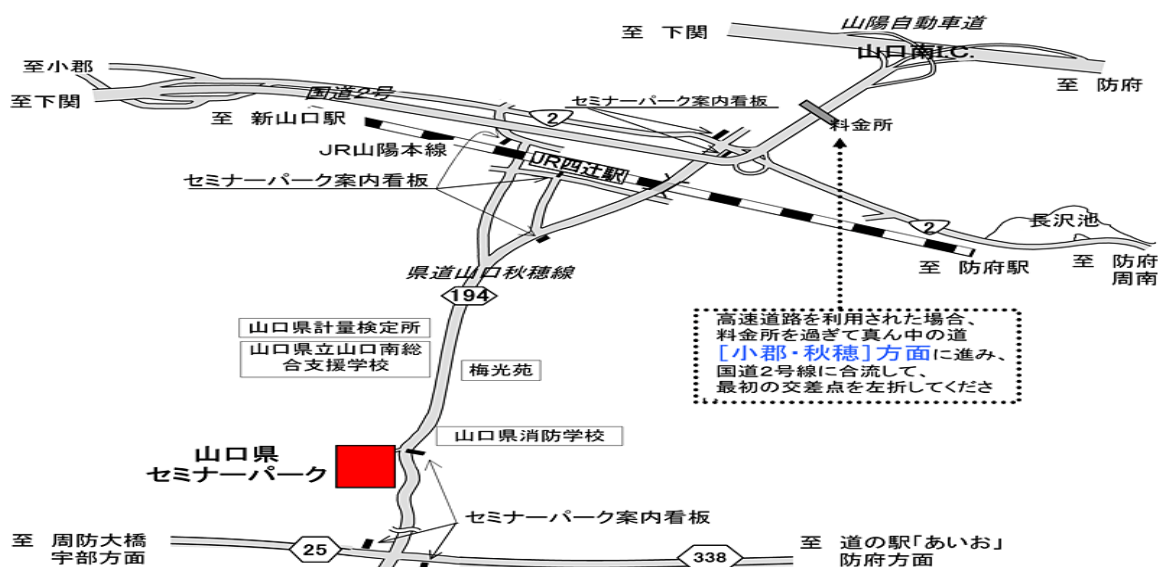 山陽自動車道
至 下関
山口南I.C.
至 防府
至小郡
至下関
国道2号
至 新山口駅
2
セミナーパーク案内看板
料金所
JR山陽本線
JR四辻駅
セミナーパーク案内看板
2
長沢池
至 防府駅
至 防府
周南
県道山口秋穂線
194
高速道路を利用された場合、
料金所を過ぎて真ん中の道
[小郡・秋穂]方面に進み、
国道2号線に合流して、
最初の交差点を左折してくださ
山口県計量検定所
山口県立山口南総
合支援学校
梅光苑
山口県消防学校
山口県
セミナーパーク
セミナーパーク案内看板
至 周防大橋
宇部方面
25
338
至 道の駅「あいお」
防府方面